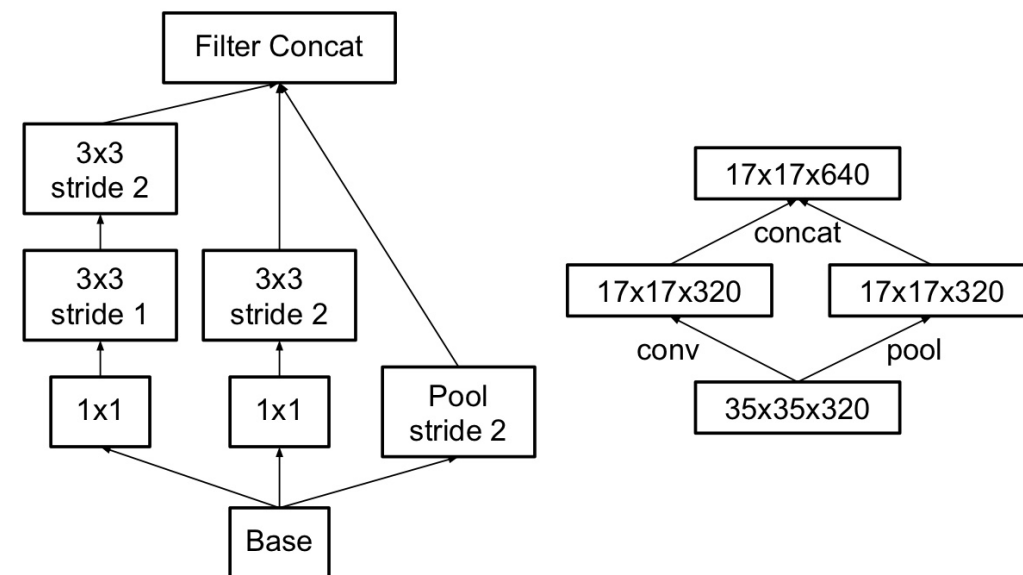 Filter Concat
3x3
stride 2
3x3
stride 1
3x3
stride 2
1x1
1x1
Pool
stride 2
Base
17x17x640
concat
17x17x320
17x17x320
conv
pool
35x35x320